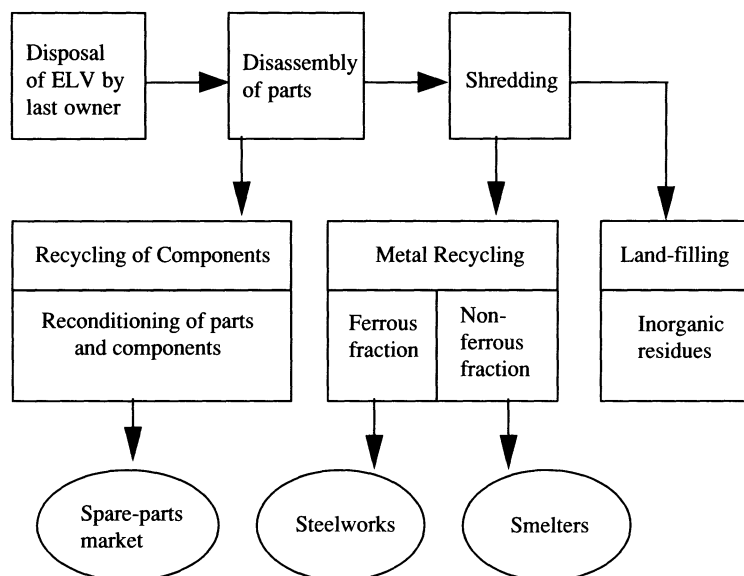 Disposal
of ELV by
last owner
Disassembly
of parts
Shredding
Recycling of Components
Metal Recycling
Land-filling
Reconditioning of parts
and components
Ferrous
fraction
Non-
ferrous
fraction
Inorganic
residues
Spare-parts
market
Steelworks
Smelters